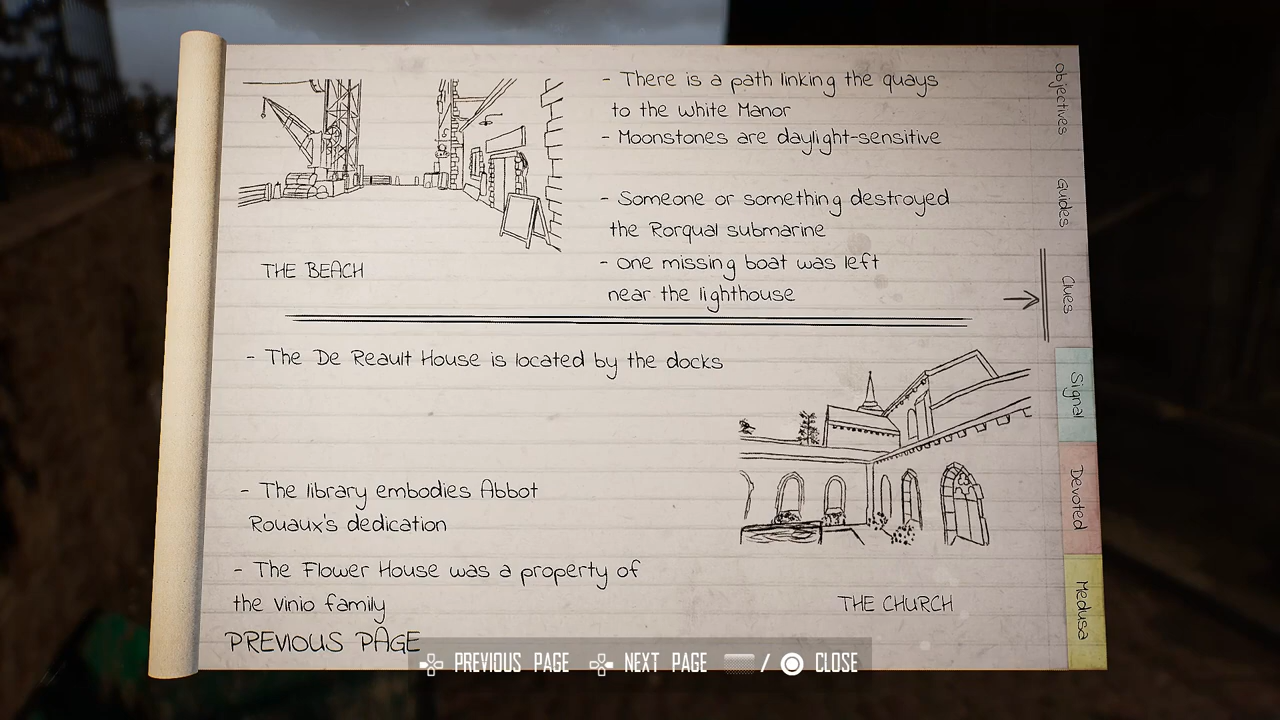 - There is a path linking the quays
to the white Manor
- Moonstones are daylight-sensitive
- Someone or something destroyed
the Rorqual submarine
- One missing boat was left
near the lighthouse
THE BEACH
- The De Reault House is located by the docks
- The library embodies Abbot
Rouaux's dedication
- The Flower House was a property of
the Vinio family
THE CHURCH
PREVIOUS PAGE
Objectives
Guides
Clues
Signal
Devoted
Medusa
PREVIOUS PAGE NEXT PAGE / CLOSE